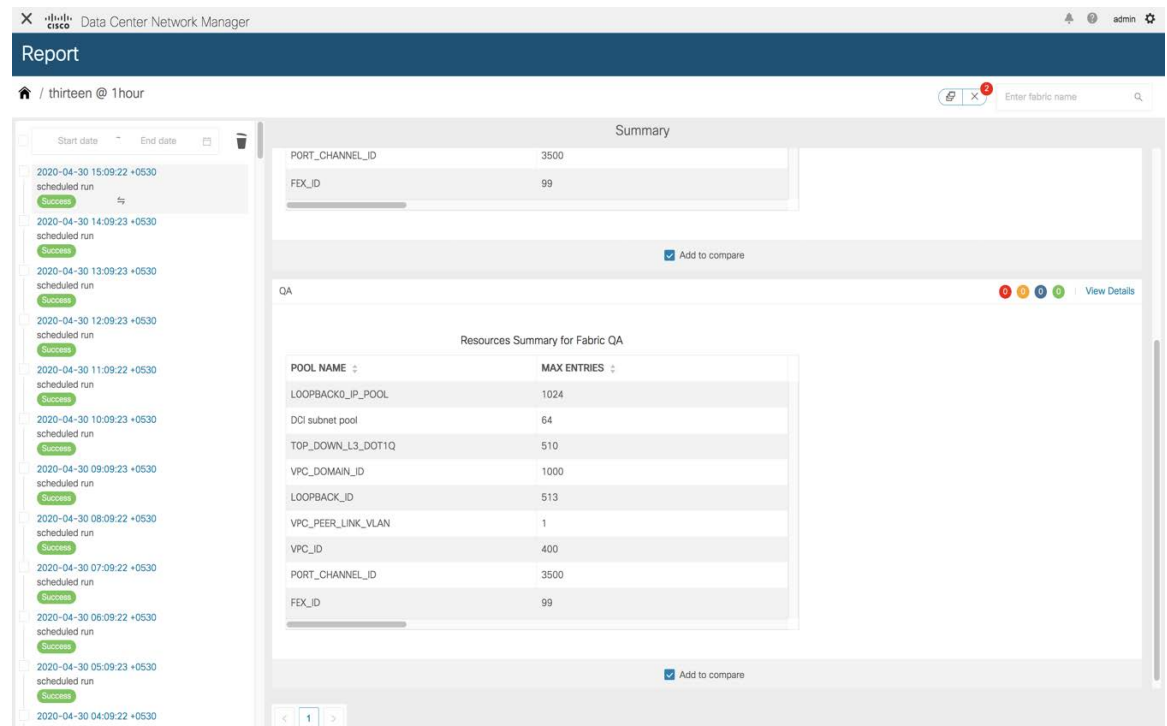 cisco Data Center Network Manager admin
Report
/ thirteen @ 1hour 2 Enter fabric name
Start date ~ End date
2020-04-30 15:09:22 +0530
scheduled run
Success
2020-04-30 14:09:23 +0530
scheduled run
Success
2020-04-30 13:09:23 +0530
scheduled run
Success
2020-04-30 12:09:23 +0530
scheduled run
Success
2020-04-30 11:09:22 +0530
scheduled run
Success
2020-04-30 10:09:23 +0530
scheduled run
Success
2020-04-30 09:09:23 +0530
scheduled run
Success
2020-04-30 08:09:22 +0530
scheduled run
Success
2020-04-30 07:09:22 +0530
scheduled run
Success
2020-04-30 06:09:22 +0530
scheduled run
Success
2020-04-30 05:09:23 +0530
scheduled run
Success
2020-04-30 04:09:22 +0530
Summary
PORT_CHANNEL_ID 3500
FEX_ID 99
Add to compare
QA 0 0 0 0 View Details
Resources Summary for Fabric QA
POOL NAME MAX ENTRIES
LOOPBACK0_IP_POOL 1024
DCI subnet pool 64
TOP_DOWN_L3_DOT1Q 510
VPC_DOMAIN_ID 1000
LOOPBACK_ID 513
VPC_PEER_LINK_VLAN 1
VPC_ID 400
PORT_CHANNEL_ID 3500
FEX_ID 99
Add to compare
< 1 >